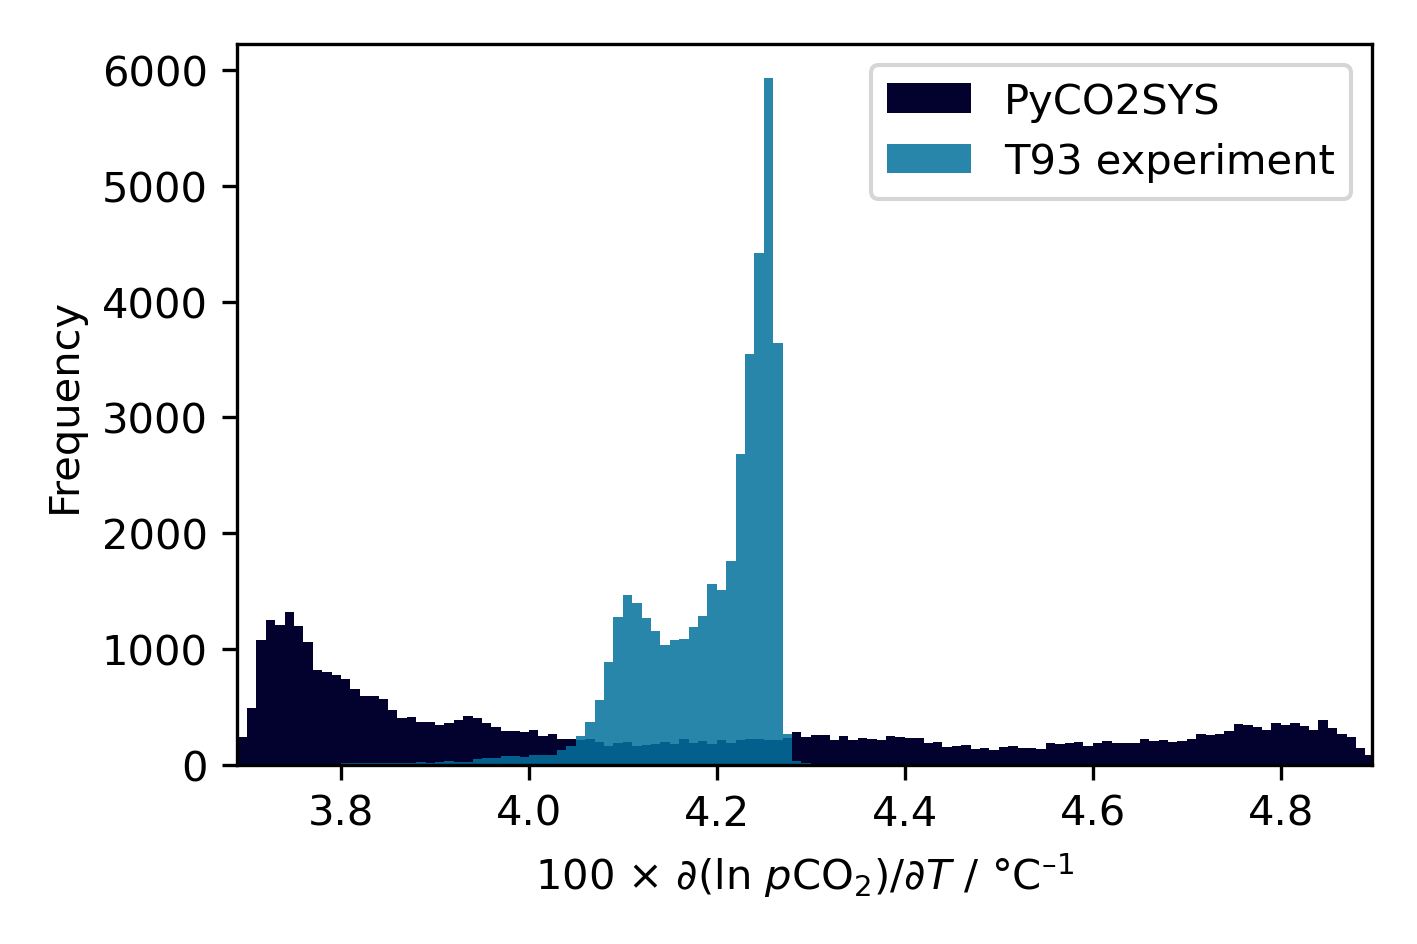 6000
5000
4000
3000
2000
1000
0
Frequency
PyCO2SYS
T93 experiment
3.8 4.0 4.2 4.4 4.6 4.8
100 × ∂(ln pCO₂)/∂T / °C⁻¹